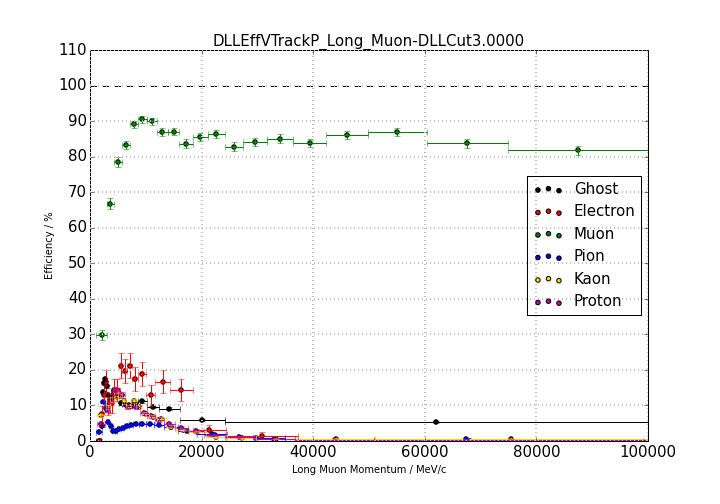 DLLEffVTrackP_Long_Muon-DLLCut3.0000
110
100
90
80
70
60
50
40
30
20
10
0
Efficiency / %
Ghost
Electron
Muon
Pion
Kaon
Proton
0 20000 40000 60000 80000 100000
Long Muon Momentum / MeV/c